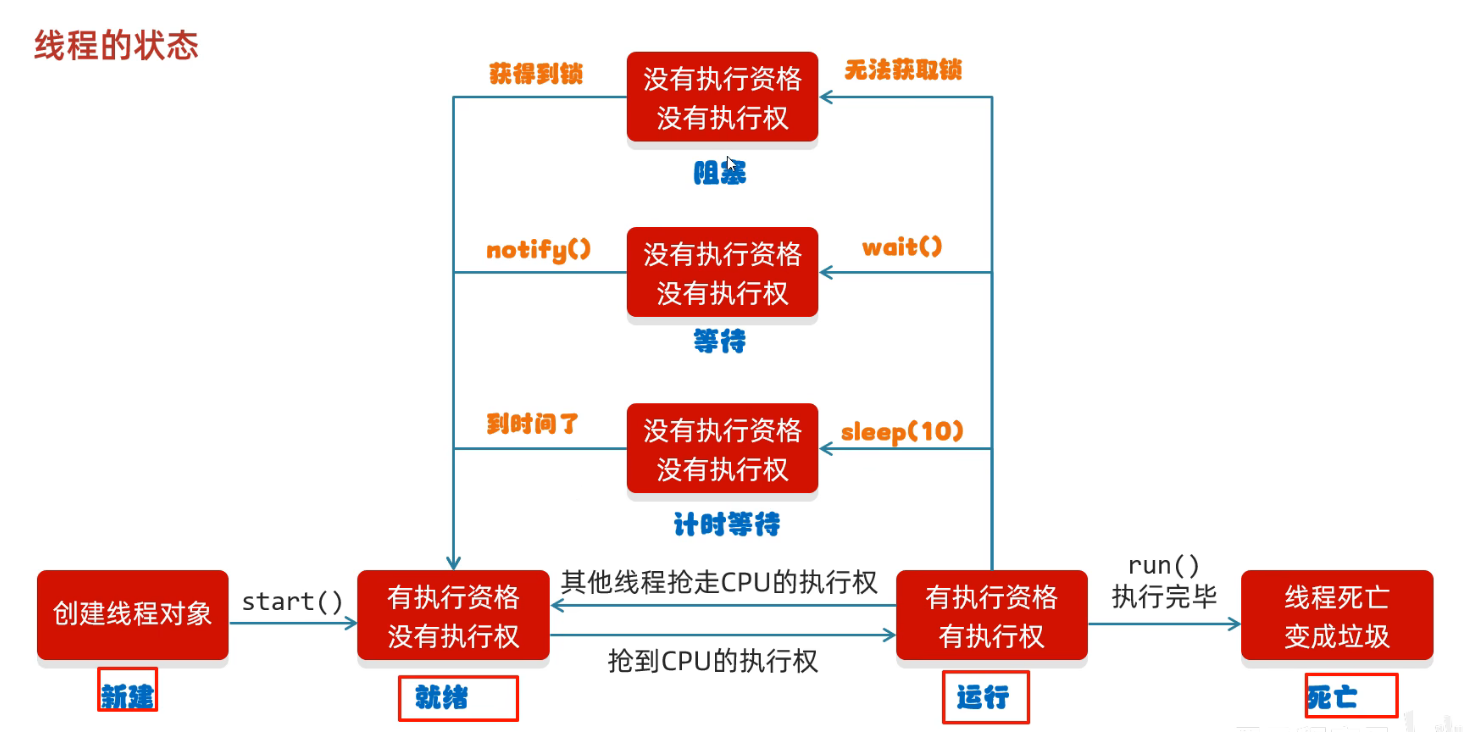 线程的状态
获得到锁
没有执行资格
没有执行权
无法获取锁
阻塞
notify()
没有执行资格
没有执行权
wait()
等待
到时间了
没有执行资格
没有执行权
sleep(10)
计时等待
创建线程对象
start()
有执行资格
没有执行权
其他线程抢走CPU的执行权
抢到CPU的执行权
有执行资格
有执行权
run()
执行完毕
线程死亡
变成垃圾
新建
就绪
运行
死亡